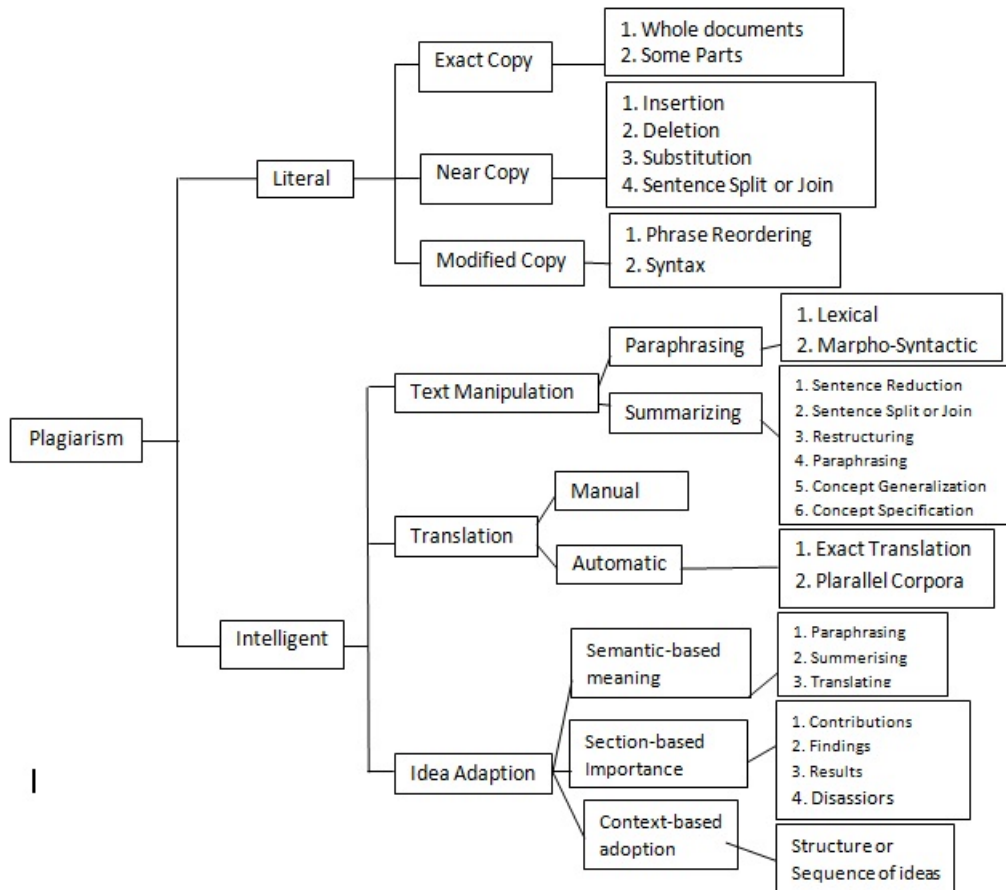 Exact Copy
1. Whole documents
2. Some Parts
Literal
Near Copy
1. Insertion
2. Deletion
3. Substitution
4. Sentence Split or Join
Modified Copy
1. Phrase Reordering
2. Syntax
Plagiarism
Text Manipulation
Paraphrasing
1. Lexical
2. Marpho-Syntactic
Summarizing
1. Sentence Reduction
2. Sentence Split or Join
3. Restructuring
4. Paraphrasing
5. Concept Generalization
6. Concept Specification
Translation
Manual
Automatic
1. Exact Translation
2. Plarallel Corpora
Intelligent
Semantic-based
meaning
1. Paraphrasing
2. Summerising
3. Translating
Idea Adaption
Section-based
Importance
1. Contributions
2. Findings
3. Results
4. Disassiors
Context-based
adoption
Structure or
Sequence of ideas